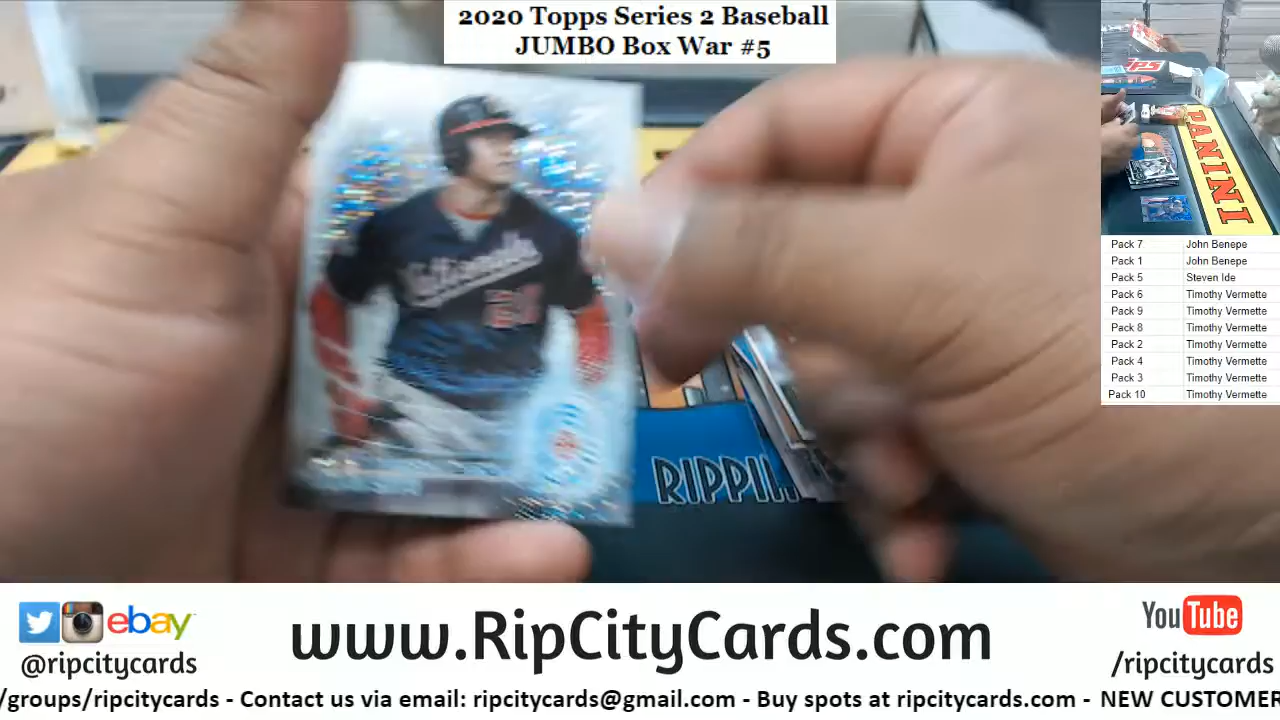 2020 Topps Series 2 Baseball
JUMBO Box War #5
Nationals
PANINI
Pack 7 John Benepe
Pack 1 John Benepe
Pack 5 Steven Ide
Pack 6 Timothy Vermette
Pack 9 Timothy Vermette
Pack 8 Timothy Vermette
Pack 2 Timothy Vermette
Pack 4 Timothy Vermette
Pack 3 Timothy Vermette
Pack 10 Timothy Vermette
RIPPI
ebay
@ripcitycards
www.RipCityCards.com
YouTube
/ripcitycards
/groups/ripcitycards - Contact us via email: ripcitycards@gmail.com - Buy spots at ripcitycards.com - NEW CUSTOMER